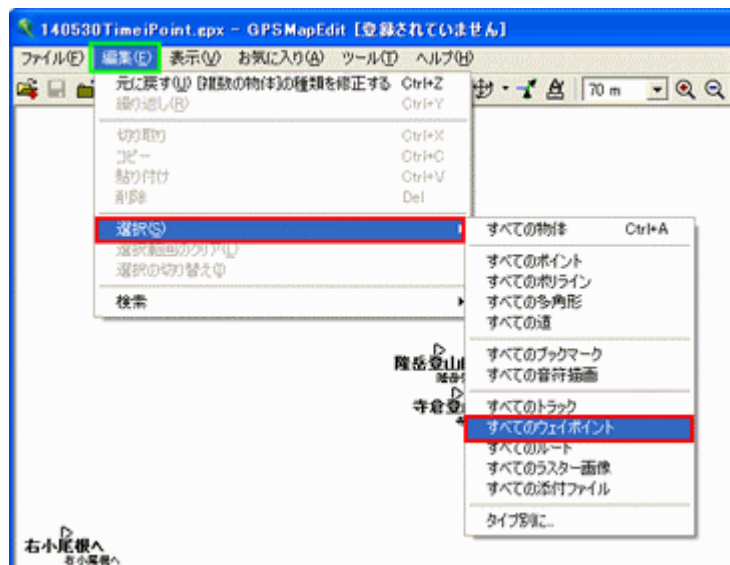 140530TimeiPoint.gpx - GPSMapEdit [登録されていません]
ファイル(F) 編集(E) 表示(V) お気に入り(A) ツール(T) ヘルプ(H)
70 m
元に戻す(U) [複数の物体]の種類を修正する Ctrl+Z
繰り返し(R) Ctrl+Y
切り取り Ctrl+X
コピー Ctrl+C
貼り付け Ctrl+V
削除 Del
選択(S)
選択範囲のクリア(L)
選択の切り替え(I)
検索
すべての物体 Ctrl+A
すべてのポイント
すべてのポリライン
すべての多角形
すべての道
すべてのブックマーク
すべての音符描画
すべてのトラック
すべてのウェイポイント
すべてのルート
すべてのラスター画像
すべての添付ファイル
タイプ別に...
隆岳登山
寺倉登
右小尾根へ
右小尾根へ